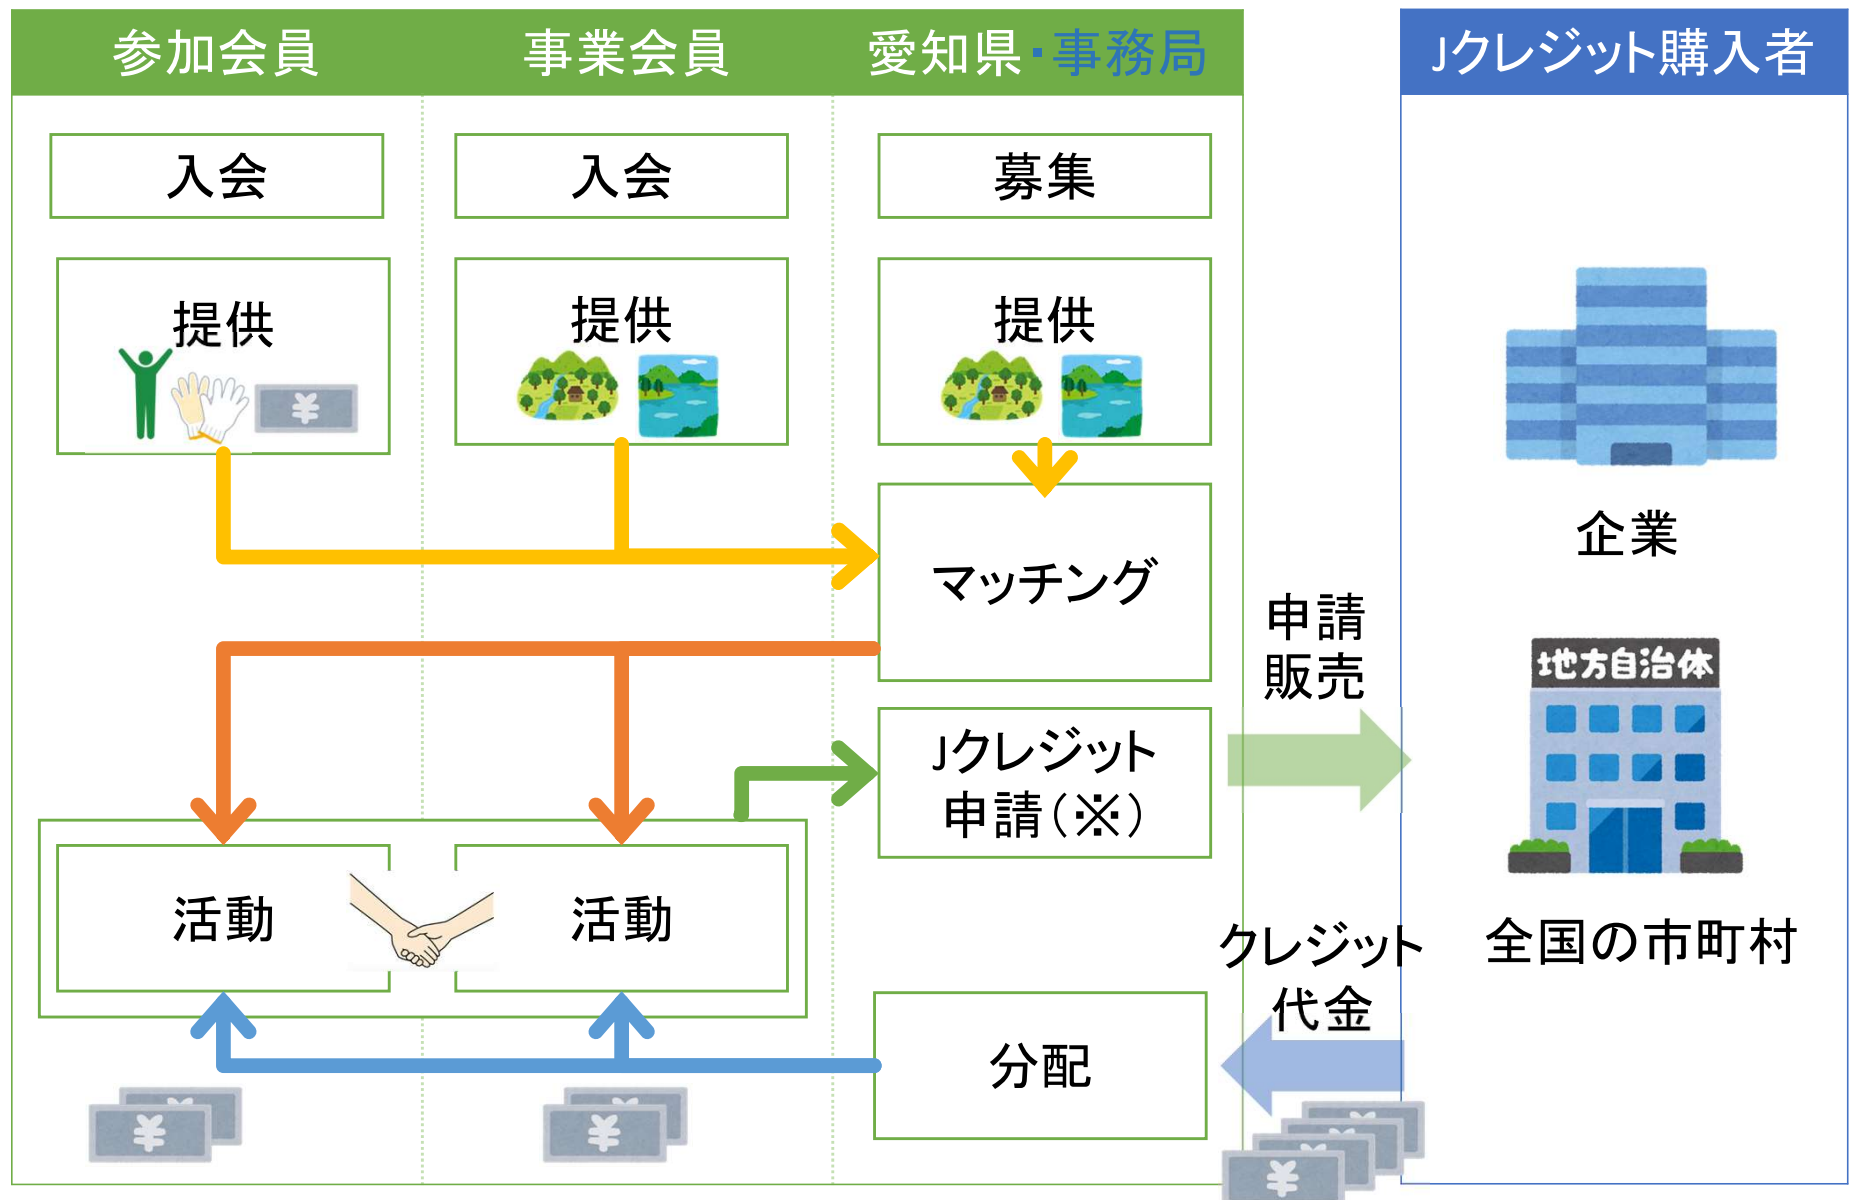 参加会員
事業会員
愛知県・事務局
Jクレジット購入者
入会
入会
募集
提供
提供
提供
¥
マッチング
企業
申請
販売
地方自治体
Jクレジット
申請(※)
活動
活動
クレジット
代金
全国の市町村
分配
¥
¥
¥
¥
¥
¥